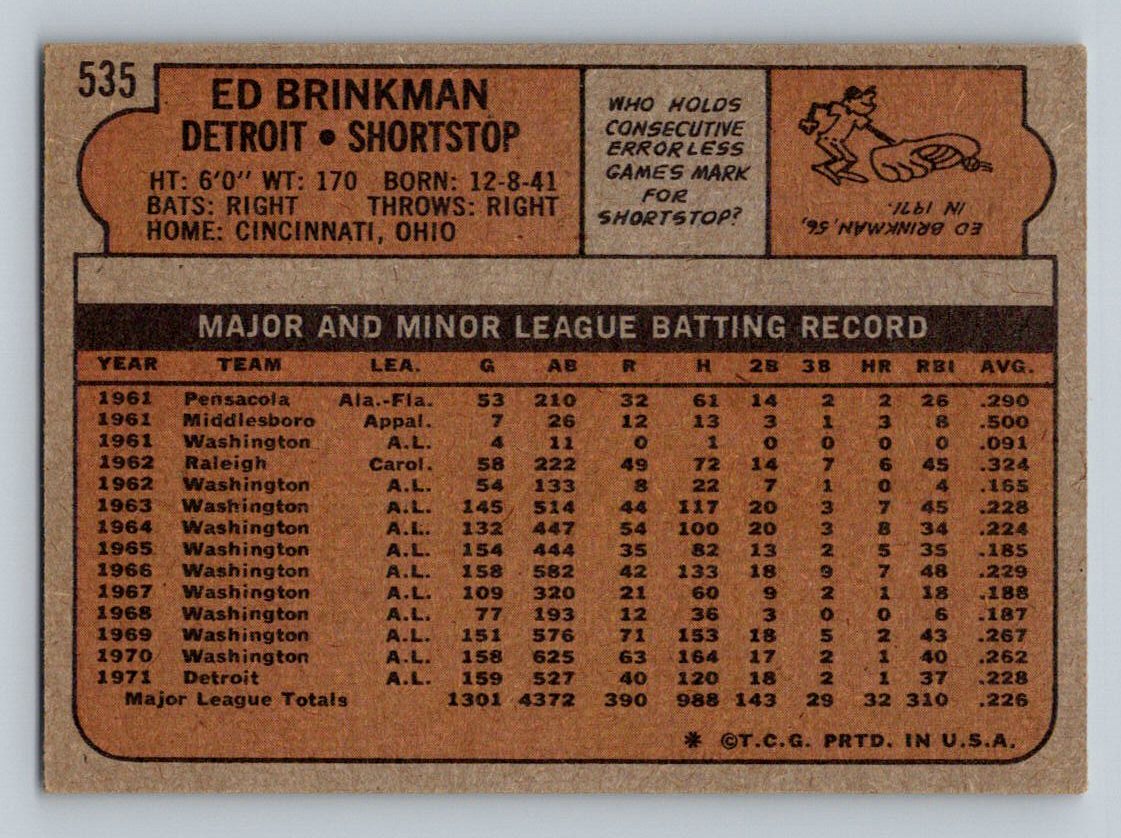 535
ED BRINKMAN
DETROIT • SHORTSTOP
HT: 6'0" WT: 170 BORN: 12-8-41
BATS: RIGHT THROWS: RIGHT
HOME: CINCINNATI, OHIO
WHO HOLDS
CONSECUTIVE
ERRORLESS
GAMES MARK
FOR
SHORTSTOP?
ED BRINKMAN, 56,
IN 1971.
MAJOR AND MINOR LEAGUE BATTING RECORD
YEAR TEAM LEA. G AB R H 2B 3B HR RBI AVG.
1961 Pensacola Ala.-Fla. 53 210 32 61 14 2 2 26 .290
1961 Middlesboro Appal. 7 26 12 13 3 1 3 8 .500
1961 Washington A.L. 4 11 0 1 0 0 0 0 .091
1962 Raleigh Carol. 58 222 49 72 14 7 6 45 .324
1962 Washington A.L. 54 133 8 22 7 1 0 4 .165
1963 Washington A.L. 145 514 44 117 20 3 7 45 .228
1964 Washington A.L. 132 447 54 100 20 3 8 34 .224
1965 Washington A.L. 154 444 35 82 13 2 5 35 .185
1966 Washington A.L. 158 582 42 133 18 9 7 48 .229
1967 Washington A.L. 109 320 21 60 9 2 1 18 .188
1968 Washington A.L. 77 193 12 36 3 0 0 6 .187
1969 Washington A.L. 151 576 71 153 18 5 2 43 .267
1970 Washington A.L. 158 625 63 164 17 2 1 40 .262
1971 Detroit A.L. 159 527 40 120 18 2 1 37 .228
Major League Totals 1301 4372 390 988 143 29 32 310 .226
* ©T.C.G. PRTD. IN U.S.A.